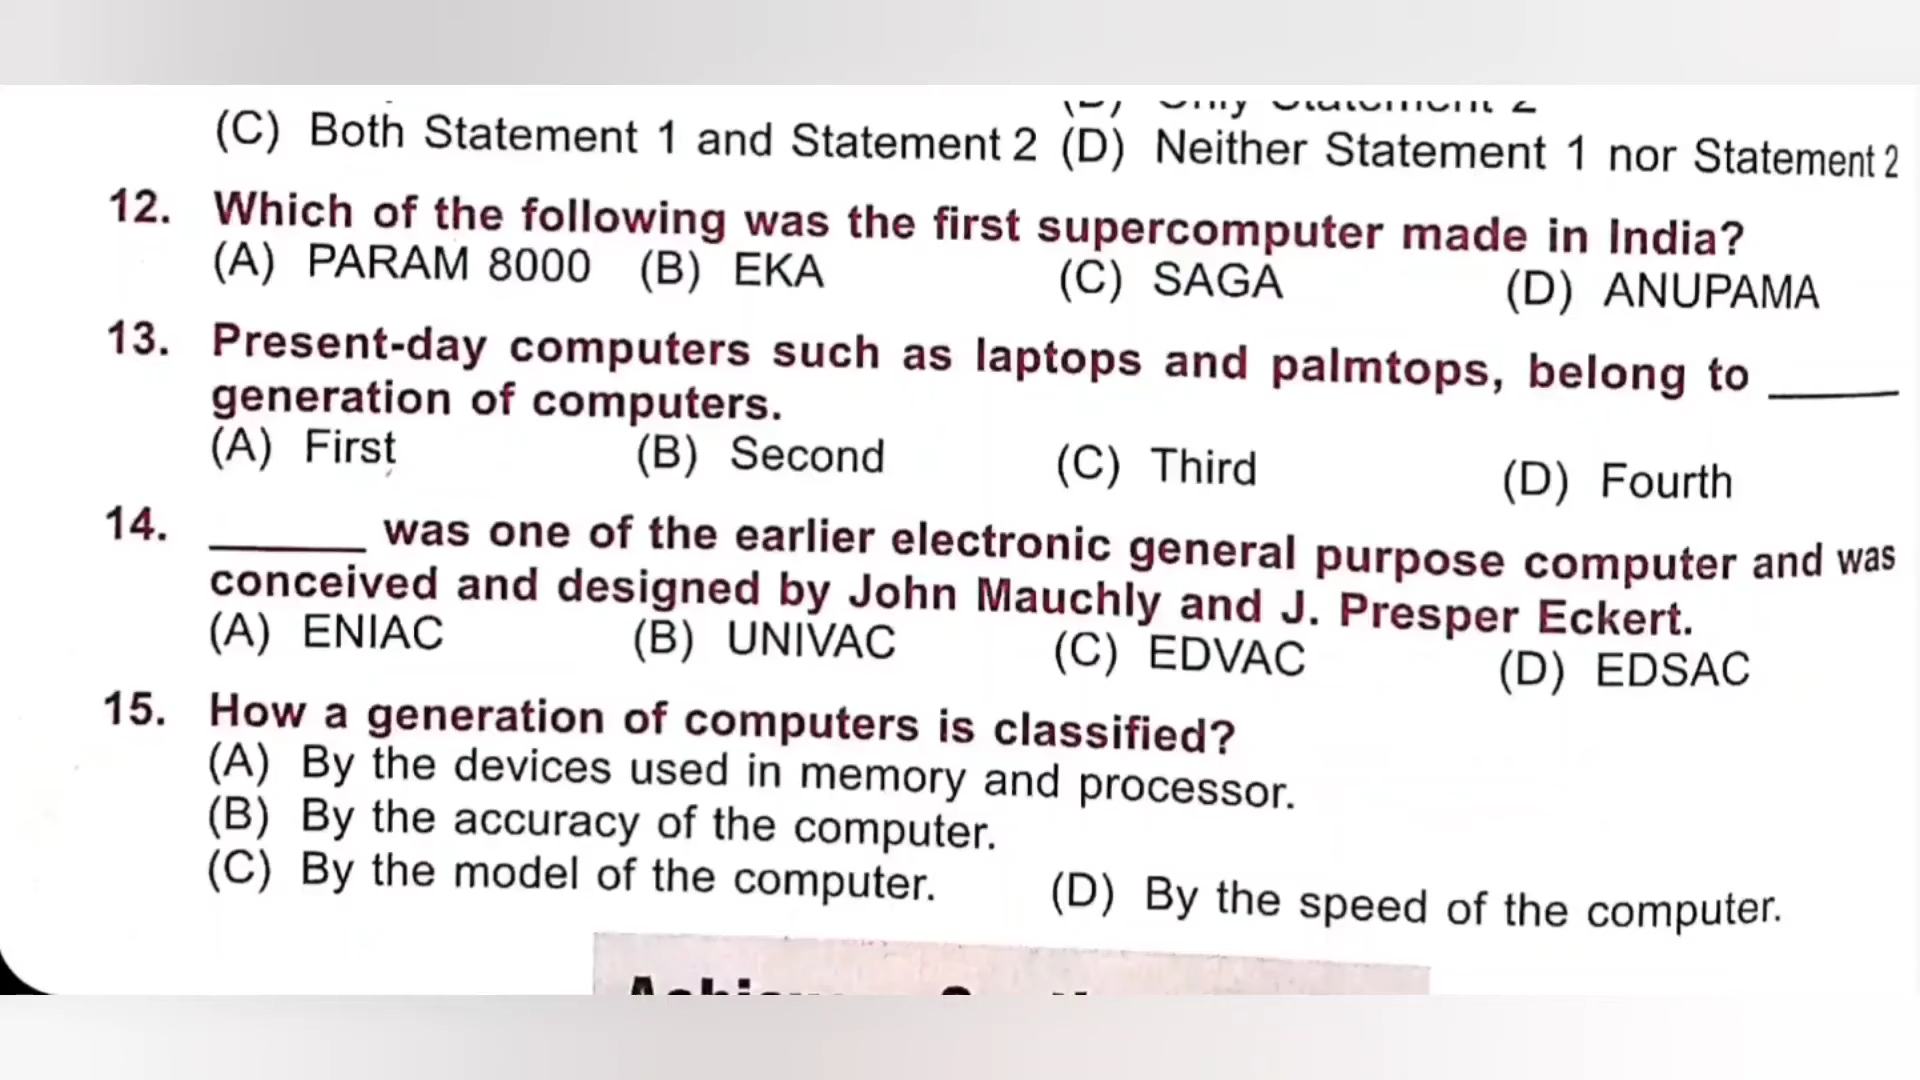 (C) Both Statement 1 and Statement 2 (D) Neither Statement 1 nor Statement 2
12. Which of the following was the first supercomputer made in India?
(A) PARAM 8000 (B) EKA (C) SAGA (D) ANUPAMA
13. Present-day computers such as laptops and palmtops, belong to ______
generation of computers.
(A) First (B) Second (C) Third (D) Fourth
14. ______ was one of the earlier electronic general purpose computer and was
conceived and designed by John Mauchly and J. Presper Eckert.
(A) ENIAC (B) UNIVAC (C) EDVAC (D) EDSAC
15. How a generation of computers is classified?
(A) By the devices used in memory and processor.
(B) By the accuracy of the computer.
(C) By the model of the computer. (D) By the speed of the computer.